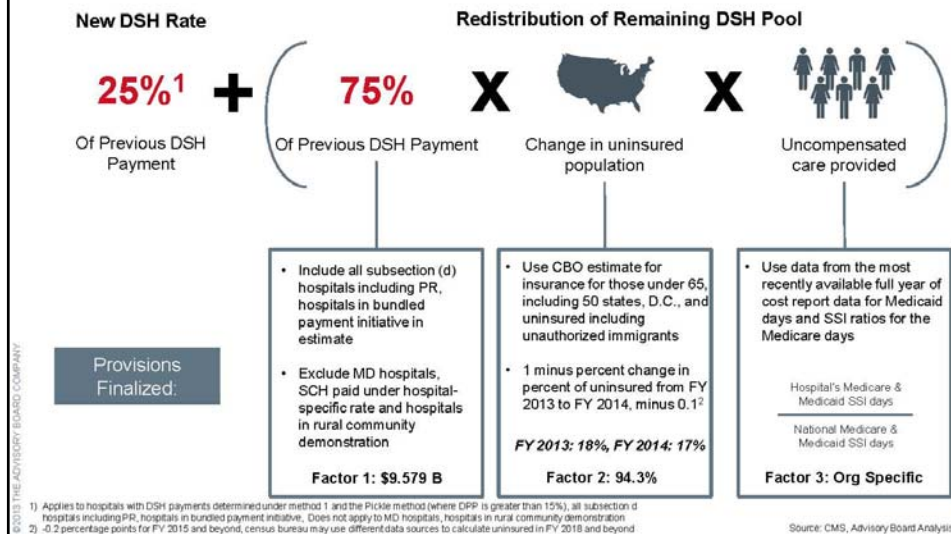 New DSH Rate
Redistribution of Remaining DSH Pool
25%1
+
75%
X
X
Of Previous DSH
Payment
Of Previous DSH Payment
Change in uninsured
population
Uncompensated
care provided
Provisions
Finalized:
• Include all subsection (d)
hospitals including PR,
hospitals in bundled
payment initiative in
estimate
• Exclude MD hospitals,
SCH paid under hospital-
specific rate and hospitals
in rural community
demonstration
Factor 1: $9.579 B
• Use CBO estimate for
insurance for those under 65,
including 50 states, D.C., and
uninsured including
unauthorized immigrants
• 1 minus percent change in
percent of uninsured from FY
2013 to FY 2014, minus 0.1²
FY 2013: 18%, FY 2014: 17%
Factor 2: 94.3%
• Use data from the most
recently available full year of
cost report data for Medicaid
days and SSI ratios for the
Medicare days
Hospital's Medicare &
Medicaid SSI days
National Medicare &
Medicaid SSI days
Factor 3: Org Specific
©2013 THE ADVISORY BOARD COMPANY
1) Applies to hospitals with DSH payments determined under method 1 and the Pickle method (where DPP is greater than 15%), all subsection d
hospitals including PR, hospitals in bundled payment initiative, Does not apply to MD hospitals, hospitals in rural community demonstration
2) -0.2 percentage points for FY 2015 and beyond, census bureau may use different data sources to calculate uninsured in FY 2018 and beyond
Source: CMS, Advisory Board Analysis